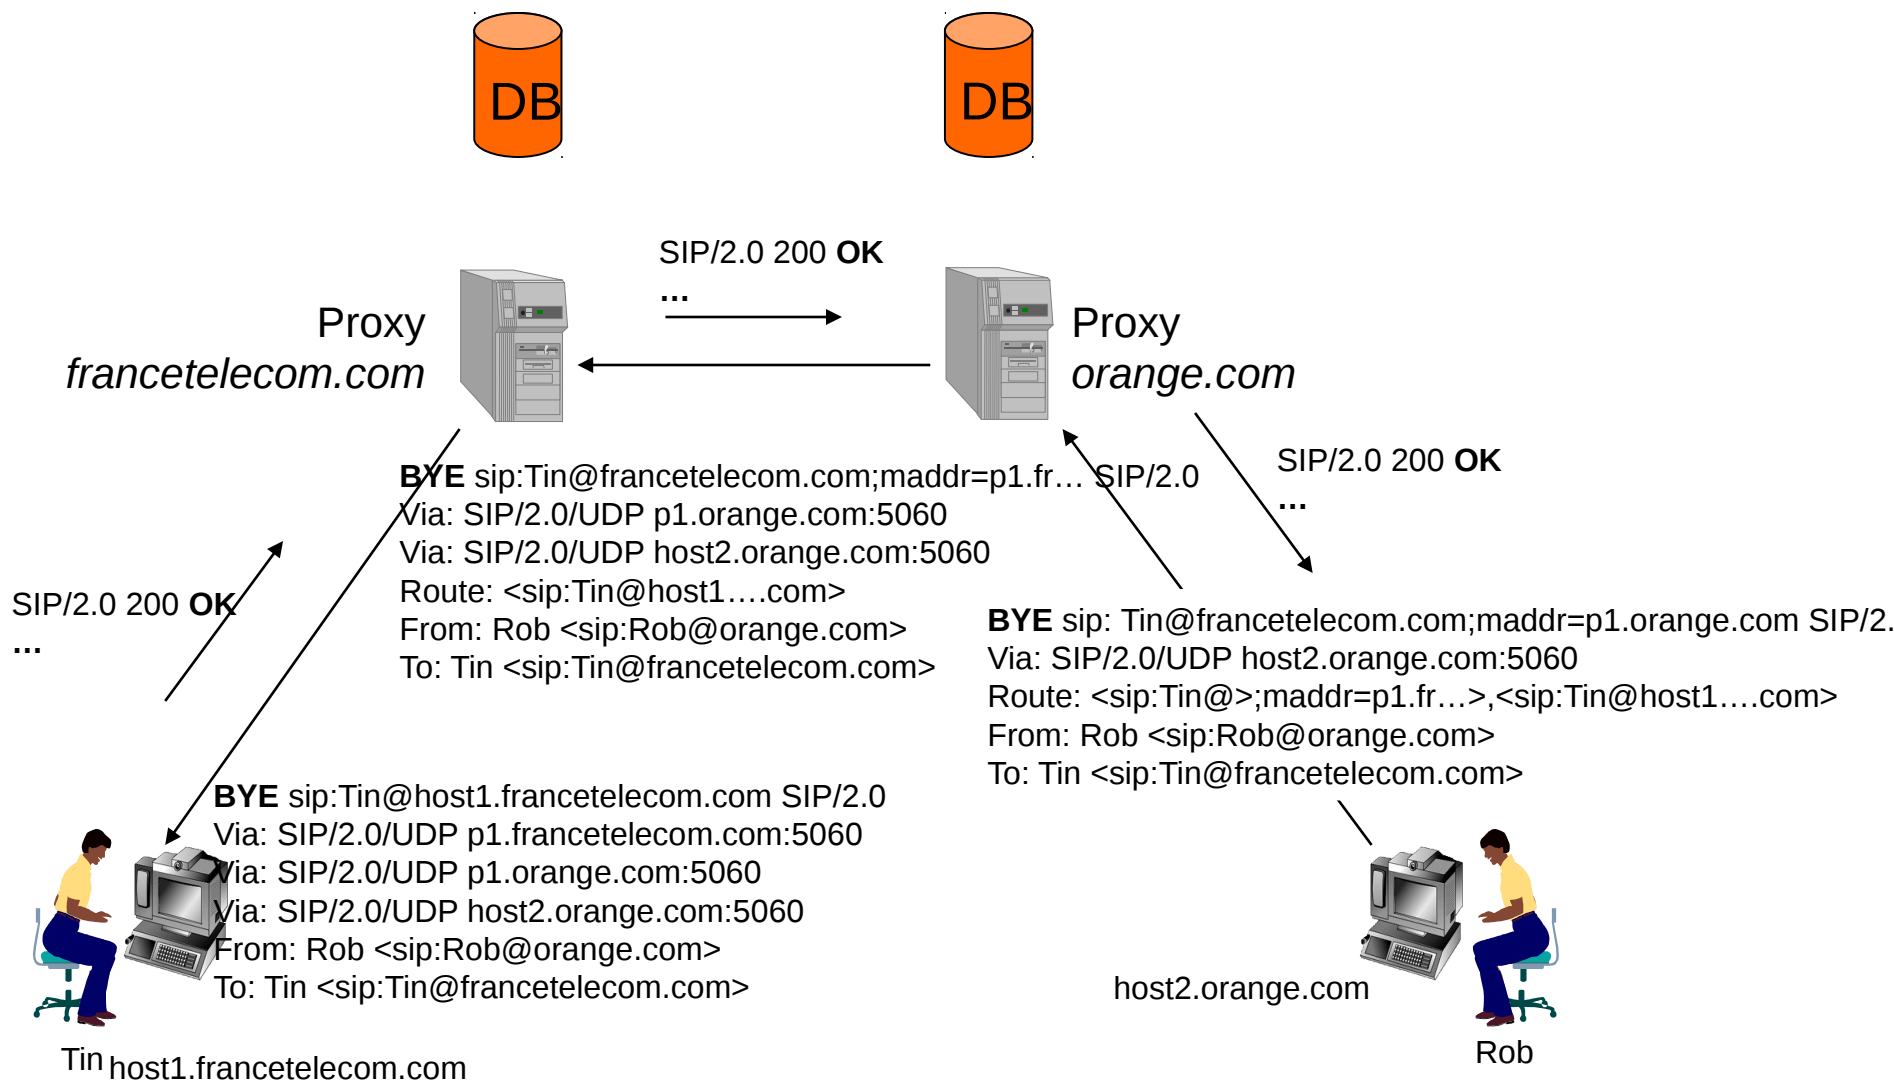 DB
DB
SIP/2.0 200 OK
...
Proxy
francetelecom.com
Proxy
orange.com
SIP/2.0 200 OK
...
BYE sip:Tin@francetelecom.com;maddr=p1.fr… SIP/2.0
Via: SIP/2.0/UDP p1.orange.com:5060
Via: SIP/2.0/UDP host2.orange.com:5060
Route: <sip:Tin@host1….com>
From: Rob <sip:Rob@orange.com>
To: Tin <sip:Tin@francetelecom.com>
SIP/2.0 200 OK
...
BYE sip: Tin@francetelecom.com;maddr=p1.orange.com SIP/2.
Via: SIP/2.0/UDP host2.orange.com:5060
Route: <sip:Tin@>;maddr=p1.fr…>,<sip:Tin@host1….com>
From: Rob <sip:Rob@orange.com>
To: Tin <sip:Tin@francetelecom.com>
BYE sip:Tin@host1.francetelecom.com SIP/2.0
Via: SIP/2.0/UDP p1.francetelecom.com:5060
Via: SIP/2.0/UDP p1.orange.com:5060
Via: SIP/2.0/UDP host2.orange.com:5060
From: Rob <sip:Rob@orange.com>
To: Tin <sip:Tin@francetelecom.com>
host2.orange.com
Tin
host1.francetelecom.com
Rob